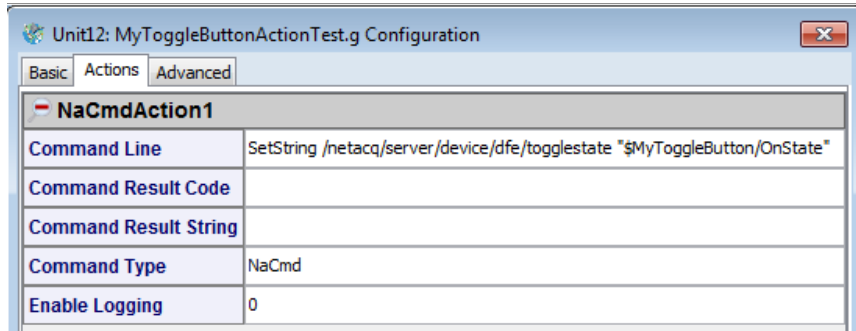 Unit12: MyToggleButtonActionTest.g Configuration
Basic Actions Advanced
NaCmdAction1
Command Line SetString /netacq/server/device/dfe/togglestate "$MyToggleButton/OnState"
Command Result Code
Command Result String
Command Type NaCmd
Enable Logging 0